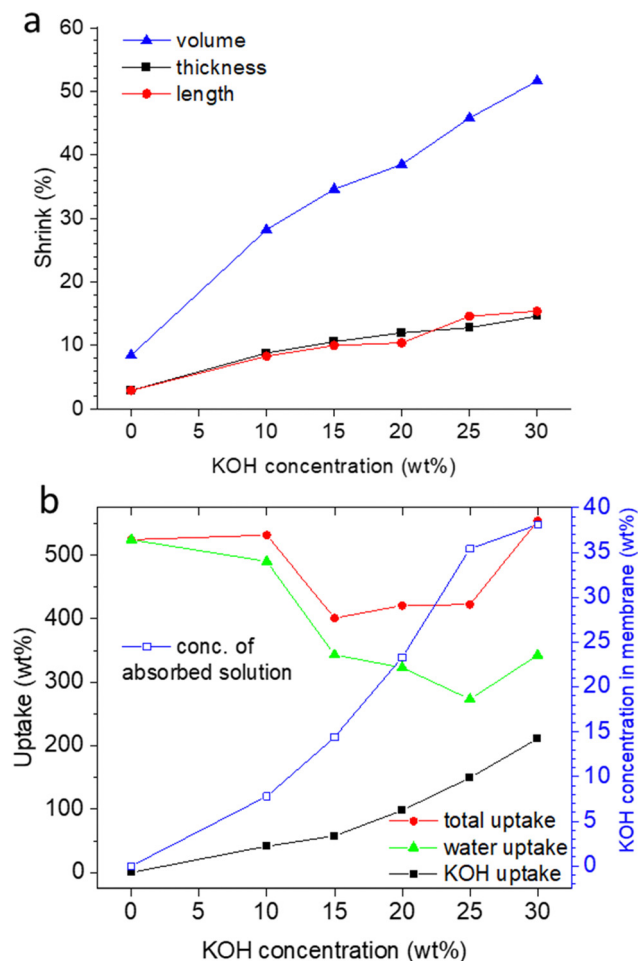 a
volume
thickness
length
Shrink (%)
60
50
40
30
20
10
0
0 5 10 15 20 25 30
KOH concentration (wt%)
b
Uptake (wt%)
500
400
300
200
100
0
conc. of
absorbed solution
total uptake
water uptake
KOH uptake
40
35
30
25
20
15
10
5
0
KOH concentration in membrane (wt%)
0 5 10 15 20 25 30
KOH concentration (wt%)